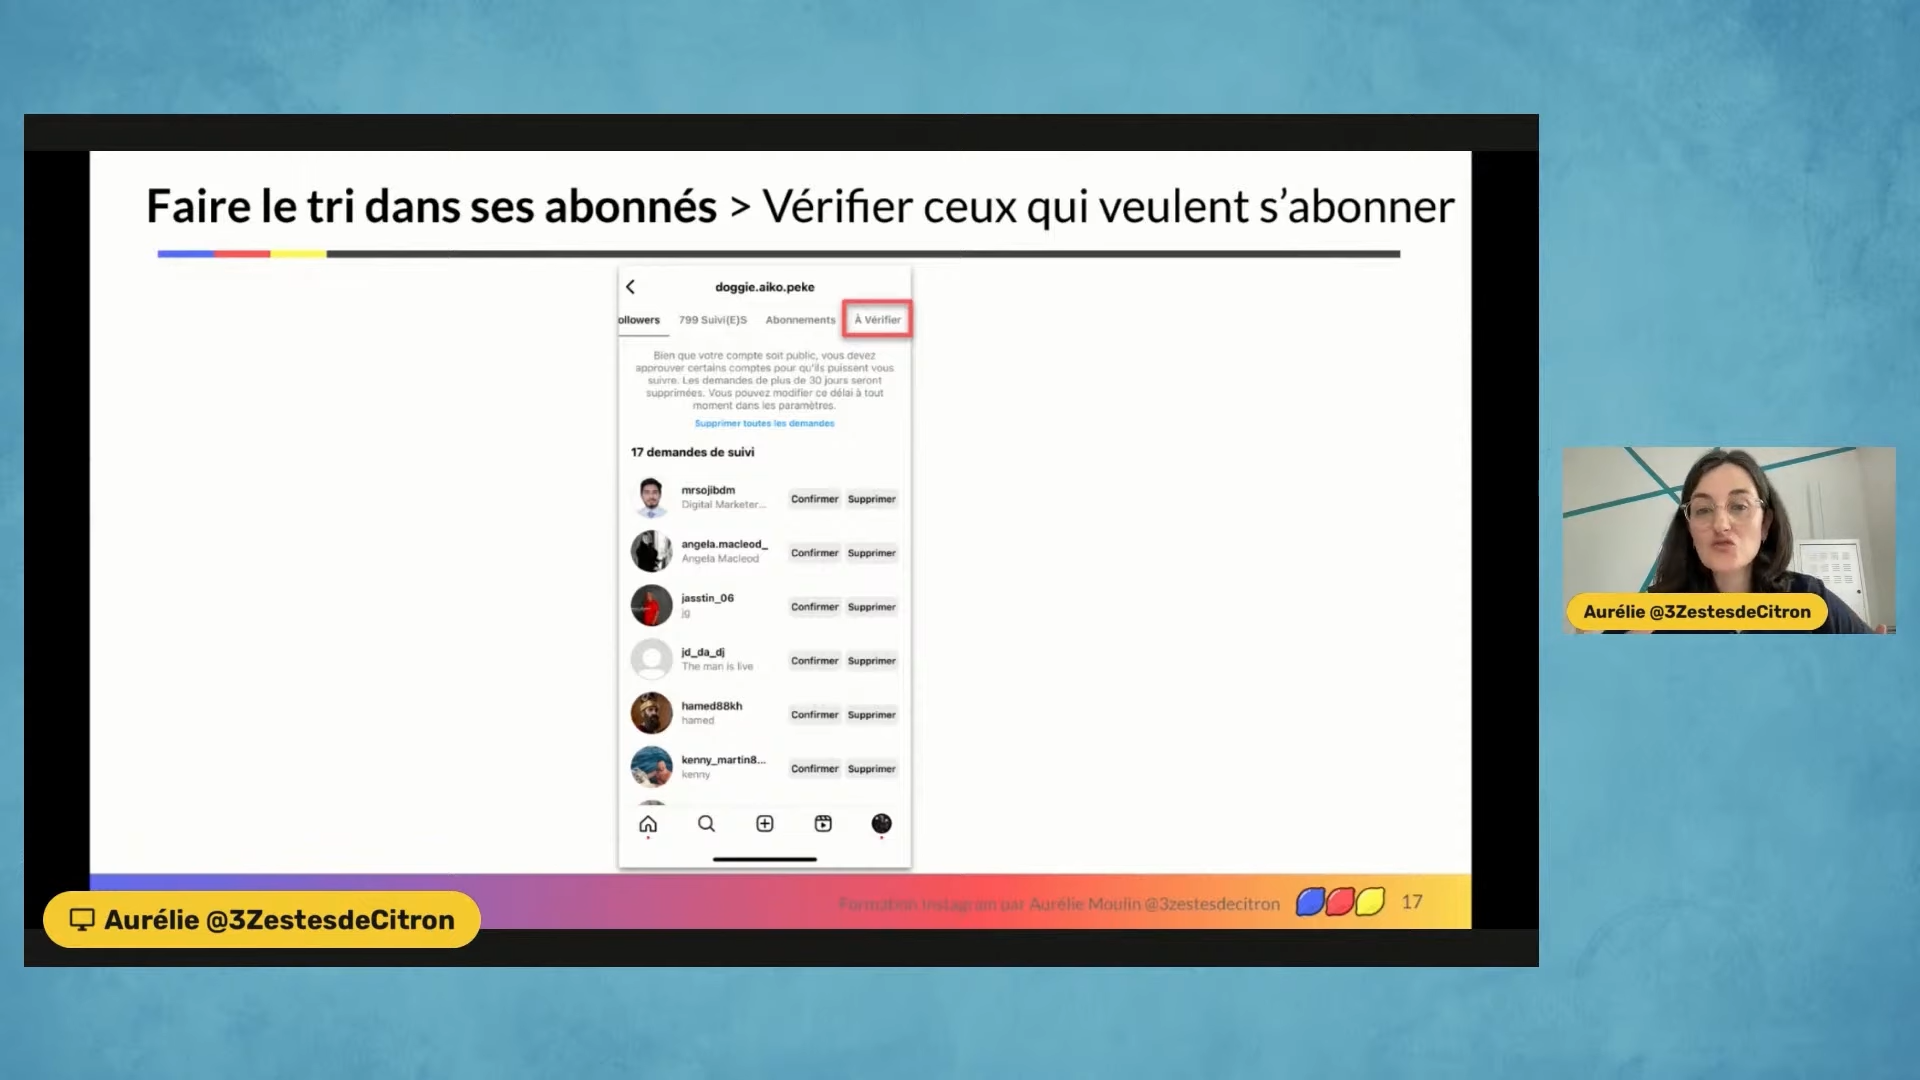 Faire le tri dans ses abonnés > Vérifier ceux qui veulent s’abonner
doggie.aiko.peke
ollowers 799 Suivi(E)S Abonnements À Vérifier
Bien que votre compte soit public, vous devez
approuver certains comptes pour qu'ils puissent vous
suivre. Les demandes de plus de 30 jours seront
supprimées. Vous pouvez modifier ce délai à tout
moment dans les paramètres.
Supprimer toutes les demandes
17 demandes de suivi
mrsojibdm
Digital Marketer...
Confirmer Supprimer
angela.macleod_
Angela Macleod
Confirmer Supprimer
jasstin_06
jg
Confirmer Supprimer
jd_da_dj
The man is live
Confirmer Supprimer
hamed88kh
hamed
Confirmer Supprimer
kenny_martin8...
kenny
Confirmer Supprimer
Formation Instagram par Aurélie Moulin @3zestesdecitron 17
Aurélie @3ZestesdeCitron
Aurélie @3ZestesdeCitron